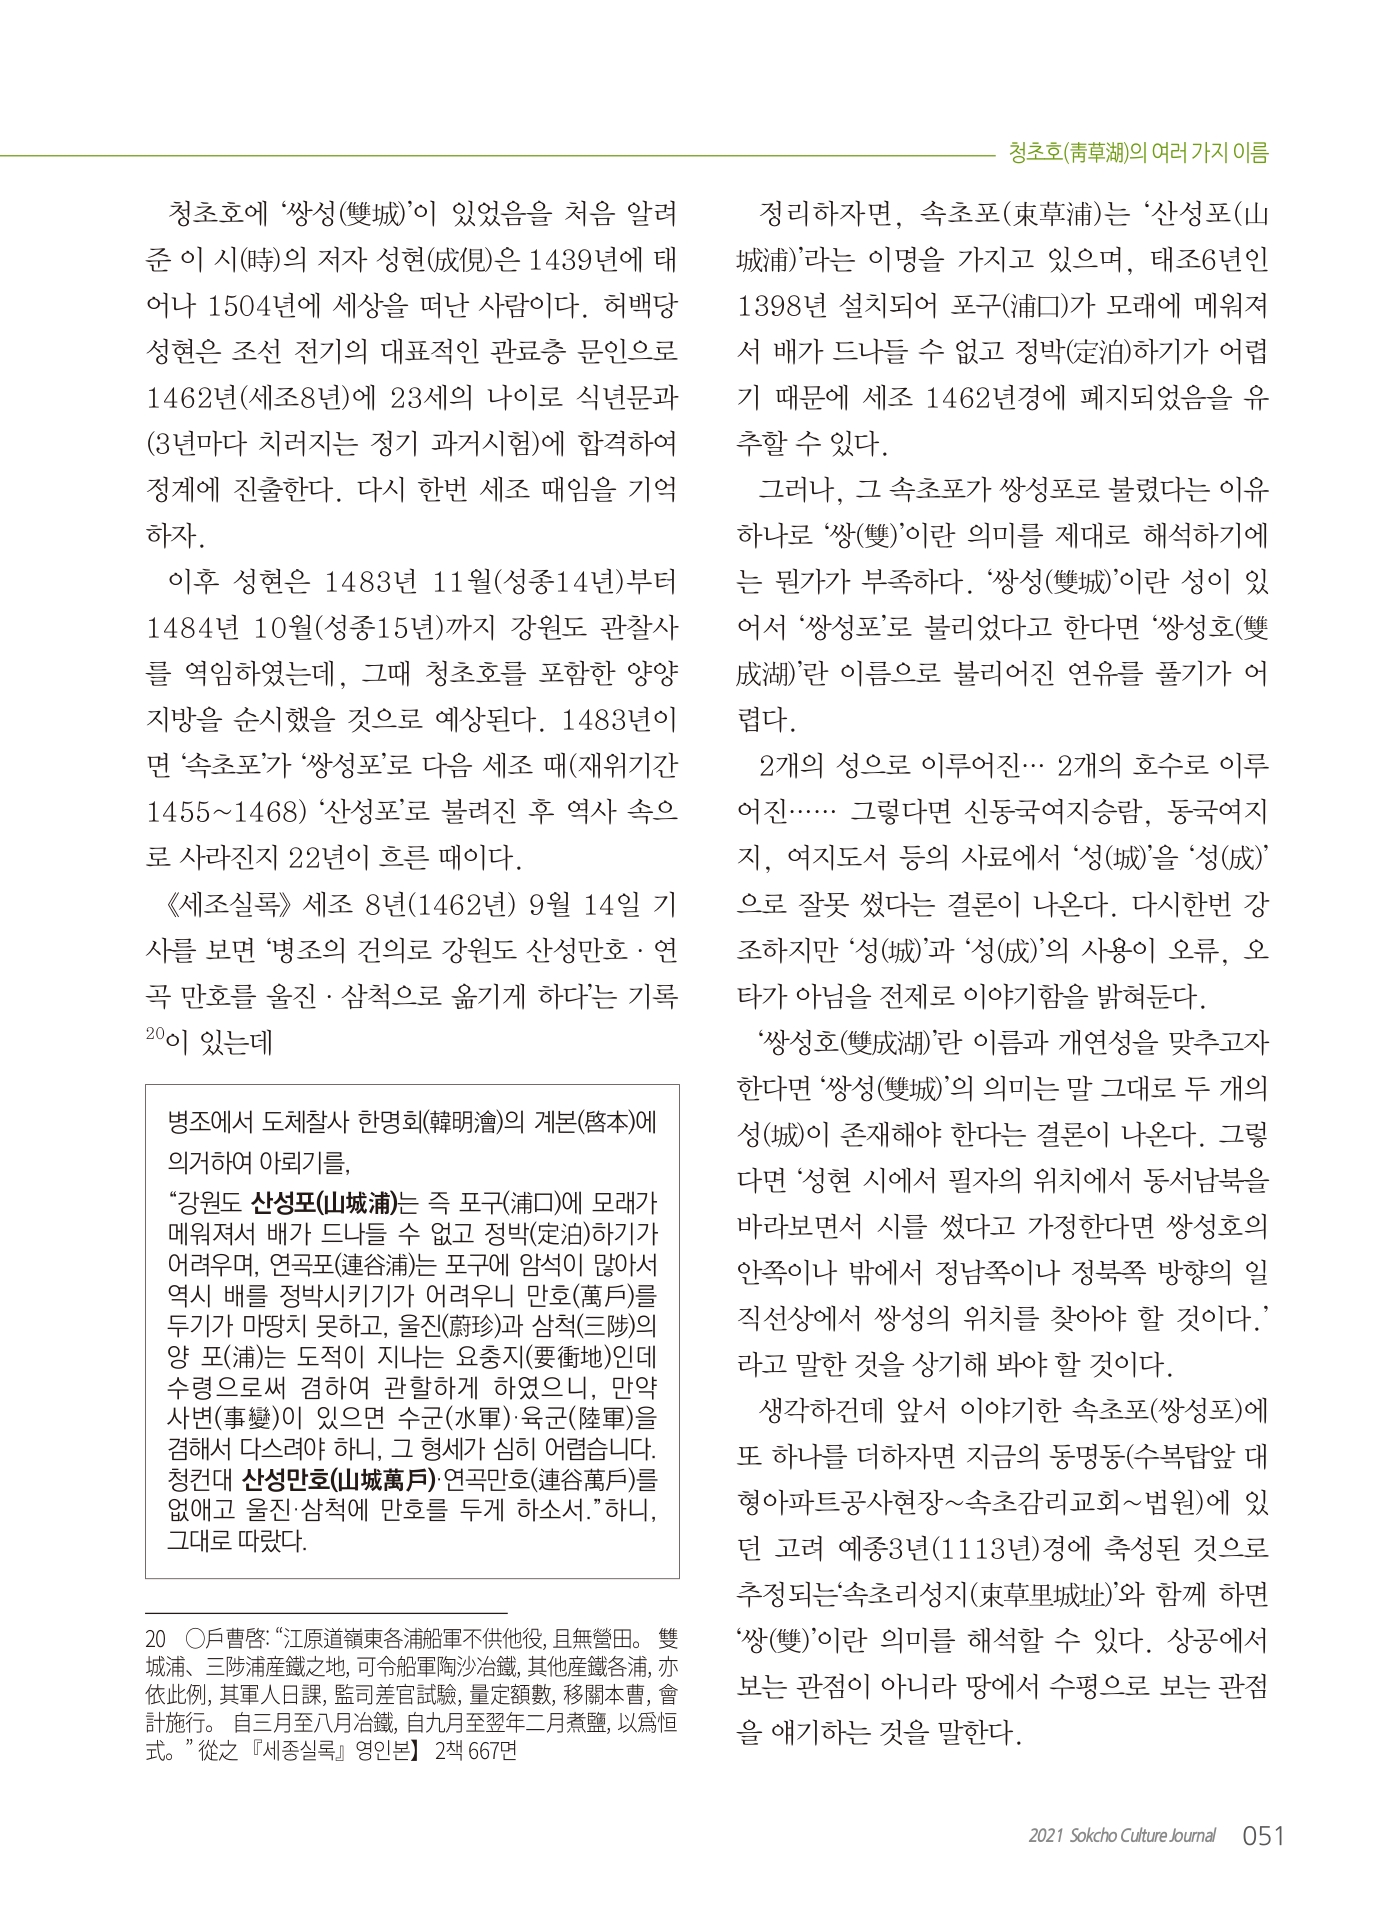 청초호(靑草湖)의 여러 가지 이름
청초호에 ‘쌍성(雙城)’이 있었음을 처음 알려
준 이 시(時)의 저자 성현(成俔)은 1439년에 태
어나 1504년에 세상을 떠난 사람이다. 허백당
성현은 조선 전기의 대표적인 관료층 문인으로
1462년(세조8년)에 23세의 나이로 식년문과
(3년마다 치러지는 정기 과거시험)에 합격하여
정계에 진출한다. 다시 한번 세조 때임을 기억
하자.
이후 성현은 1483년 11월(성종14년)부터
1484년 10월(성종15년)까지 강원도 관찰사
를 역임하였는데, 그때 청초호를 포함한 양양
지방을 순시했을 것으로 예상된다. 1483년이
면 ‘속초포’가 ‘쌍성포’로 다음 세조 때(재위기간
1455~1468) ‘산성포’로 불려진 후 역사 속으
로 사라진지 22년이 흐른 때이다.
《세조실록》 세조 8년(1462년) 9월 14일 기
사를 보면 ‘병조의 건의로 강원도 산성만호 · 연
곡 만호를 울진 · 삼척으로 옮기게 하다’는 기록
20이 있는데
병조에서 도체찰사 한명회(韓明澮)의 계본(啓本)에
의거하여 아뢰기를,
“강원도 산성포(山城浦)는 즉 포구(浦口)에 모래가
메워져서 배가 드나들 수 없고 정박(定泊)하기가
어려우며, 연곡포(連谷浦)는 포구에 암석이 많아서
역시 배를 정박시키기가 어려우니 만호(萬戶)를
두기가 마땅치 못하고, 울진(蔚珍)과 삼척(三陟)의
양 포(浦)는 도적이 지나는 요충지(要衝地)인데
수령으로써 겸하여 관할하게 하였으니, 만약
사변(事變)이 있으면 수군(水軍)·육군(陸軍)을
겸해서 다스려야 하니, 그 형세가 심히 어렵습니다.
청컨대 산성만호(山城萬戶)·연곡만호(連谷萬戶)를
없애고 울진·삼척에 만호를 두게 하소서.”하니,
그대로 따랐다.
20 ○戶曹啓: “江原道嶺東各浦船軍不供他役, 且無營田。 雙
城浦、三陟浦産鐵之地, 可令船軍陶沙冶鐵, 其他産鐵各浦, 亦
依此例, 其軍人日課, 監司差官試驗, 量定額數, 移關本曹, 會
計施行。 自三月至八月冶鐵, 自九月至翌年二月煮鹽, 以爲恒
式。” 從之 『세종실록』 영인본】 2책 667면
정리하자면, 속초포(束草浦)는 ‘산성포(山
城浦)’라는 이명을 가지고 있으며, 태조6년인
1398년 설치되어 포구(浦口)가 모래에 메워져
서 배가 드나들 수 없고 정박(定泊)하기가 어렵
기 때문에 세조 1462년경에 폐지되었음을 유
추할 수 있다.
그러나, 그 속초포가 쌍성포로 불렸다는 이유
하나로 ‘쌍(雙)’이란 의미를 제대로 해석하기에
는 뭔가가 부족하다. ‘쌍성(雙城)’이란 성이 있
어서 ‘쌍성포’로 불리었다고 한다면 ‘쌍성호(雙
成湖)’란 이름으로 불리어진 연유를 풀기가 어
렵다.
2개의 성으로 이루어진… 2개의 호수로 이루
어진…… 그렇다면 신동국여지승람, 동국여지
지, 여지도서 등의 사료에서 ‘성(城)’을 ‘성(成)’
으로 잘못 썼다는 결론이 나온다. 다시한번 강
조하지만 ‘성(城)’과 ‘성(成)’의 사용이 오류, 오
타가 아님을 전제로 이야기함을 밝혀둔다.
‘쌍성호(雙成湖)’란 이름과 개연성을 맞추고자
한다면 ‘쌍성(雙城)’의 의미는 말 그대로 두 개의
성(城)이 존재해야 한다는 결론이 나온다. 그렇
다면 ‘성현 시에서 필자의 위치에서 동서남북을
바라보면서 시를 썼다고 가정한다면 쌍성호의
안쪽이나 밖에서 정남쪽이나 정북쪽 방향의 일
직선상에서 쌍성의 위치를 찾아야 할 것이다.’
라고 말한 것을 상기해 봐야 할 것이다.
생각하건데 앞서 이야기한 속초포(쌍성포)에
또 하나를 더하자면 지금의 동명동(수복탑앞 대
형아파트공사현장~속초감리교회~법원)에 있
던 고려 예종3년(1113년)경에 축성된 것으로
추정되는‘속초리성지(束草里城址)’와 함께 하면
‘쌍(雙)’이란 의미를 해석할 수 있다. 상공에서
보는 관점이 아니라 땅에서 수평으로 보는 관점
을 얘기하는 것을 말한다.
2021 Sokcho Culture Journal 051